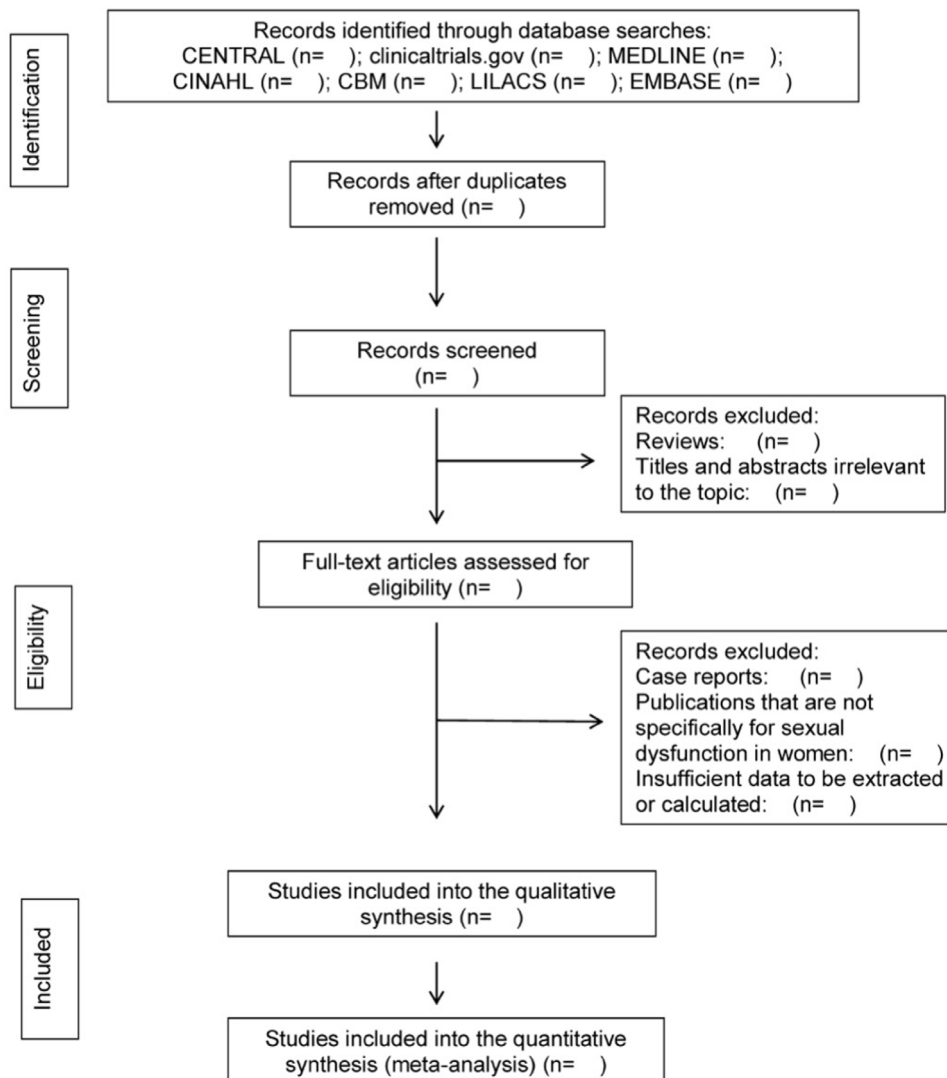 Identification
Records identified through database searches:
CENTRAL (n=    ); clinicaltrials.gov (n=    ); MEDLINE (n=    );
CINAHL (n=    ); CBM (n=    ); LILACS (n=    ); EMBASE (n=    )
Records after duplicates
removed (n=    )
Screening
Records screened
(n=    )
Records excluded:
Reviews:    (n=    )
Titles and abstracts irrelevant
to the topic:    (n=    )
Eligibility
Full-text articles assessed for
eligibility (n=    )
Records excluded:
Case reports:    (n=    )
Publications that are not
specifically for sexual
dysfunction in women:    (n=    )
Insufficient data to be extracted
or calculated:    (n=    )
Included
Studies included into the qualitative
synthesis (n=    )
Studies included into the quantitative
synthesis (meta-analysis) (n=    )